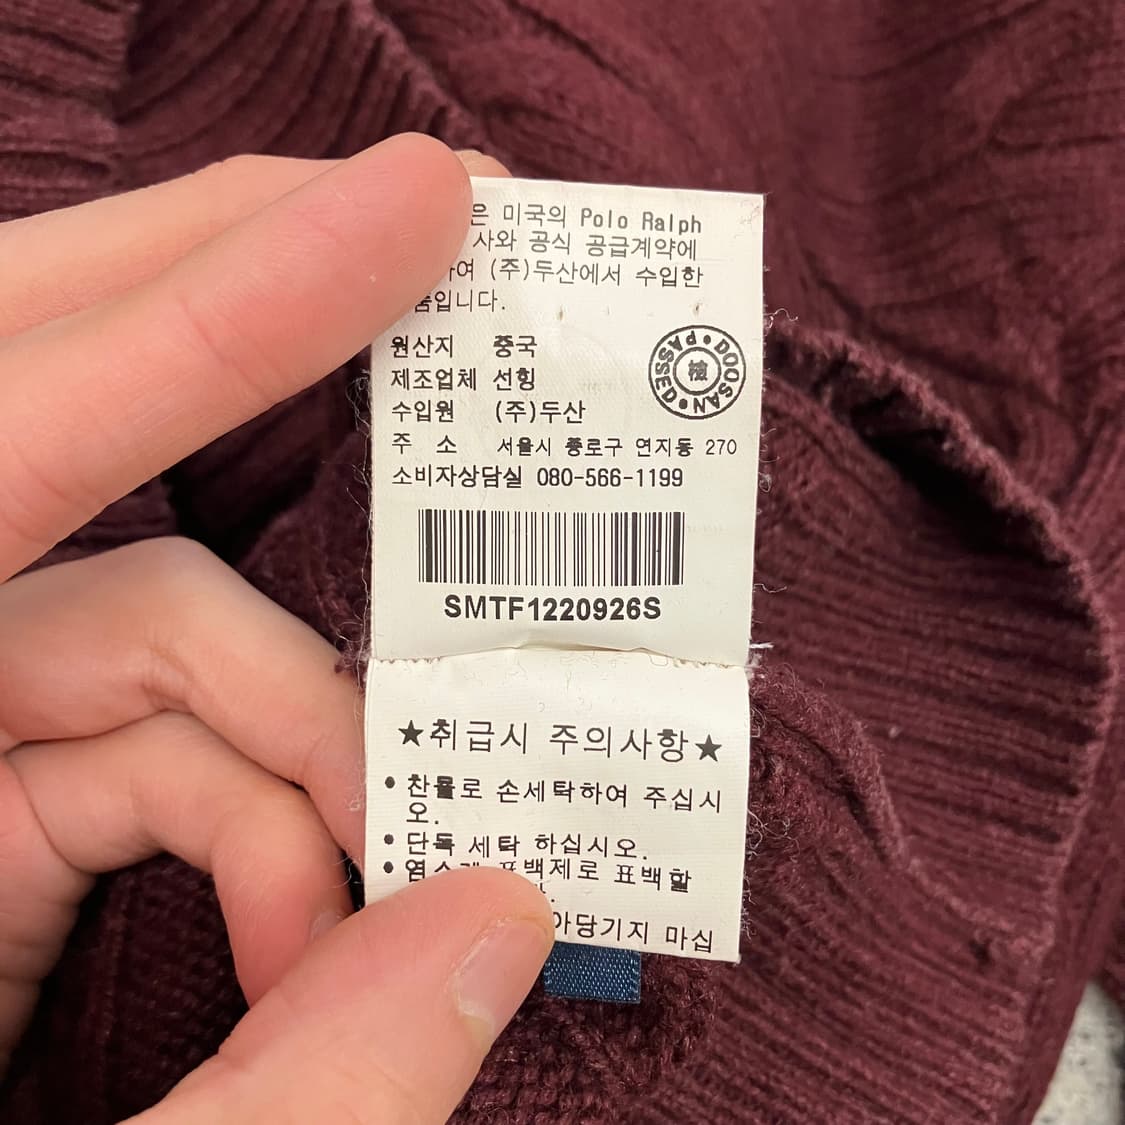 은 미국의 Polo Ralph
사와 공식 공급계약에
하여 (주)두산에서 수입한
품입니다.
원산지 중국
제조업체 선힝
수입원 (주)두산
주 소 서울시 종로구 연지동 270
소비자상담실 080-566-1199
DOOSAN PASSED
檢
SMTF1220926S
★취급시 주의사항★
• 찬물로 손세탁하여 주십시
오.
• 단독 세탁 하십시오.
• 염소계 표백제로 표백할
아당기지 마십